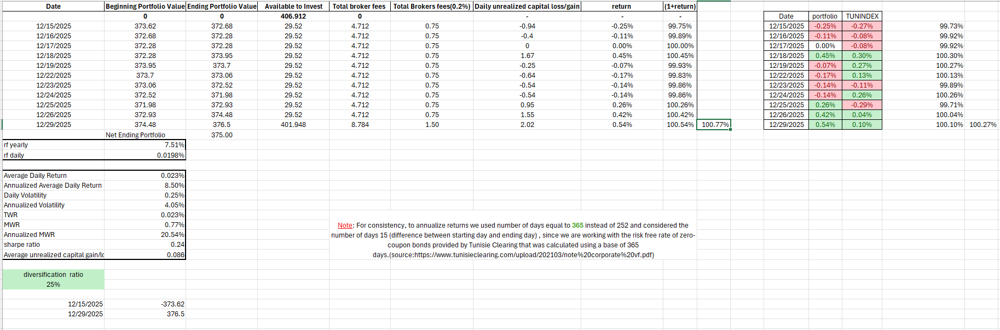 Date Beginning Portfolio Value Ending Portfolio Value Available to Invest Total broker fees Total Brokers fees(0.2%) Daily unrealized capital loss/gain return (1+return)
0 0 406.912 0 - - - Date portfolio TUNINDEX
12/15/2025 373.62 372.68 29.52 4.712 0.75 -0.94 -0.25% 99.75% 12/15/2025 -0.25% -0.27% 99.73%
12/16/2025 372.68 372.28 29.52 4.712 0.75 -0.4 -0.11% 99.89% 12/16/2025 -0.11% -0.08% 99.92%
12/17/2025 372.28 372.28 29.52 4.712 0.75 0 0.00% 100.00% 12/17/2025 0.00% -0.08% 99.92%
12/18/2025 372.28 373.95 29.52 4.712 0.75 1.67 0.45% 100.45% 12/18/2025 0.45% 0.30% 100.30%
12/19/2025 373.95 373.7 29.52 4.712 0.75 -0.25 -0.07% 99.93% 12/19/2025 -0.07% 0.27% 100.27%
12/22/2025 373.7 373.06 29.52 4.712 0.75 -0.64 -0.17% 99.83% 12/22/2025 -0.17% 0.13% 100.13%
12/23/2025 373.06 372.52 29.52 4.712 0.75 -0.54 -0.14% 99.86% 12/23/2025 -0.14% -0.11% 99.89%
12/24/2025 372.52 371.98 29.52 4.712 0.75 -0.54 -0.14% 99.86% 12/24/2025 -0.14% 0.26% 100.26%
12/25/2025 371.98 372.93 29.52 4.712 0.75 0.95 0.26% 100.26% 12/25/2025 0.26% -0.29% 99.71%
12/26/2025 372.93 374.48 29.52 4.712 0.75 1.55 0.42% 100.42% 12/26/2025 0.42% 0.04% 100.04%
12/29/2025 374.48 376.5 401.948 8.784 1.50 2.02 0.54% 100.54% 100.77% 12/29/2025 0.54% 0.10% 100.10% 100.27%
Net Ending Portfolio 375.00
rf yearly 7.51%
rf daily 0.0198%
Average Daily Return 0.023%
Annualized Average Daily Return 8.50%
Daily Volatility 0.25%
Annualized Volatility 4.05%
TWR 0.023%
MWR 0.77%
Annualized MWR 20.54%
sharpe ratio 0.24
Average unrealized capital gain/lo 0.086
Note: For consistency, to annualize returns we used number of days equal to 365 instead of 252 and considered the
number of days 15 (difference between starting day and ending day) , since we are working with the risk free rate of zero-
coupon bonds provided by Tunisie Clearing that was calculated using a base of 365
days.(source:https://www.tunisieclearing.com/upload/202103/note%20corporate%20vf.pdf)
diversification ratio
25%
12/15/2025 -373.62
12/29/2025 376.5